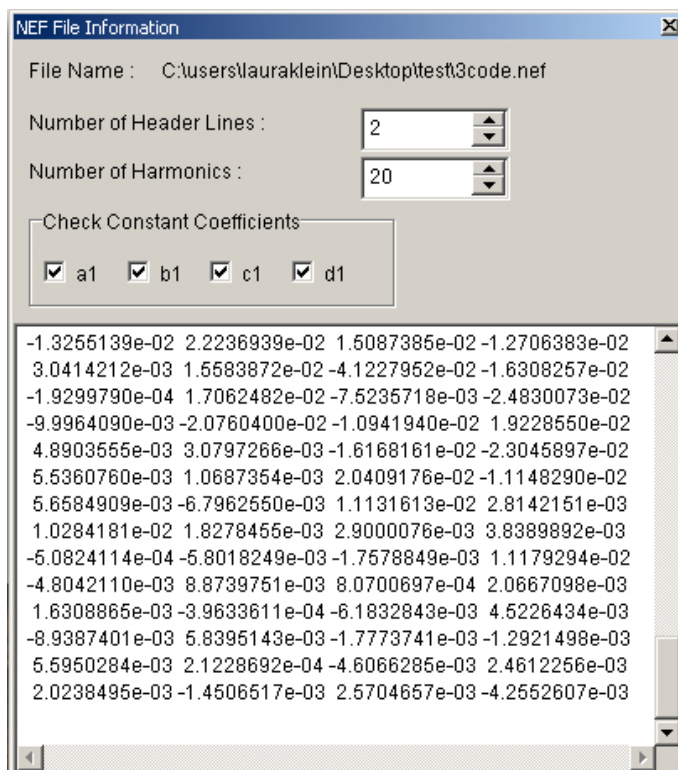 NEF File Information
File Name : C:\users\lauraklein\Desktop\test\3code.nef
Number of Header Lines : 2
Number of Harmonics : 20
Check Constant Coefficients
a1 b1 c1 d1
-1.3255139e-02 2.2236939e-02 1.5087385e-02 -1.2706383e-02
3.0414212e-03 1.5583872e-02 -4.1227952e-02 -1.6308257e-02
-1.9299790e-04 1.7062482e-02 -7.5235718e-03 -2.4830073e-02
-9.9964090e-03 -2.0760400e-02 -1.0941940e-02 1.9228550e-02
4.8903555e-03 3.0797266e-03 -1.6168161e-02 -2.3045897e-02
5.5360760e-03 1.0687354e-03 2.0409176e-02 -1.1148290e-02
5.6584909e-03 -6.7962550e-03 1.1131613e-02 2.8142151e-03
1.0284181e-02 1.8278455e-03 2.9000076e-03 3.8389892e-03
-5.0824114e-04 -5.8018249e-03 -1.7578849e-03 1.1179294e-02
-4.8042110e-03 8.8739751e-03 8.0700697e-04 2.0667098e-03
1.6308865e-03 -3.9633611e-04 -6.1832843e-03 4.5226434e-03
-8.9387401e-03 5.8395143e-03 -1.7773741e-03 -1.2921498e-03
5.5950284e-03 2.1228692e-04 -4.6066285e-03 2.4612256e-03
2.0238495e-03 -1.4506517e-03 2.5704657e-03 -4.2552607e-03